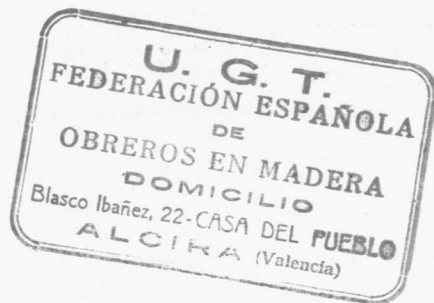 U. G. T.
FEDERACIÓN ESPAÑOLA
DE
OBREROS EN MADERA
DOMICILIO
Blasco Ibañez, 22-CASA DEL PUEBLO
ALCIRA (Valencia)